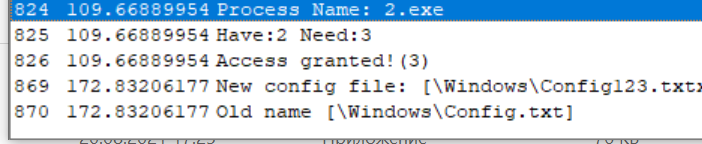 824 109.66889954 Process Name: 2.exe
825 109.66889954 Have:2 Need:3
826 109.66889954 Access granted!(3)
869 172.83206177 New config file: [\Windows\Config123.txtx
870 172.83206177 Old name [\Windows\Config.txt]